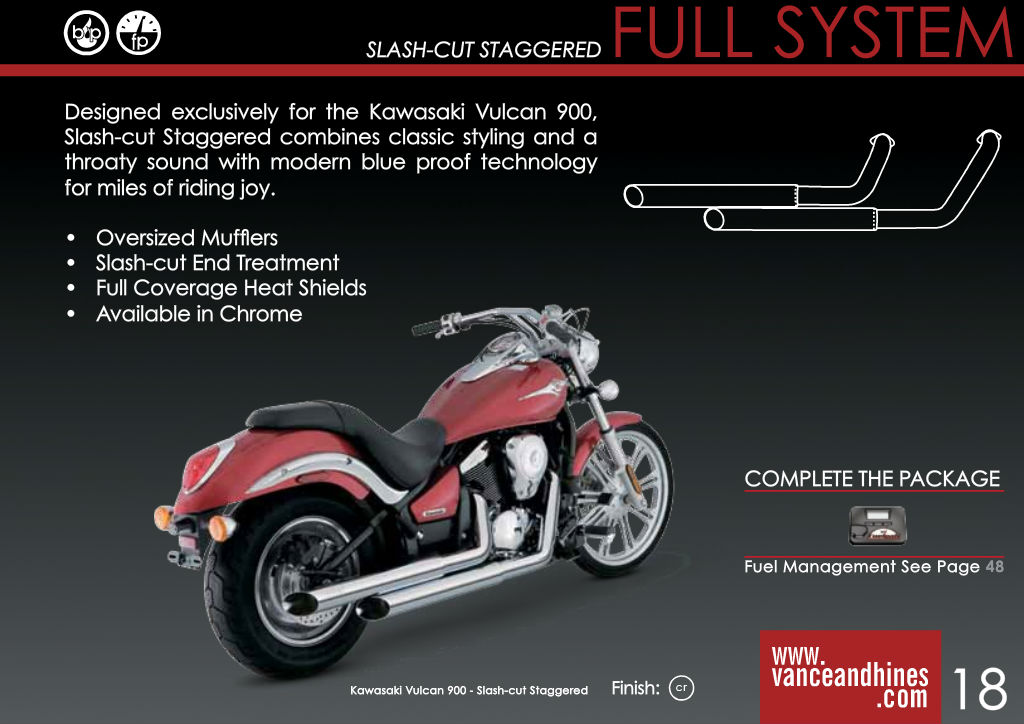 bp
fp
SLASH-CUT STAGGERED FULL SYSTEM
Designed exclusively for the Kawasaki Vulcan 900,
Slash-cut Staggered combines classic styling and a
throaty sound with modern blue proof technology
for miles of riding joy.
• Oversized Mufflers
• Slash-cut End Treatment
• Full Coverage Heat Shields
• Available in Chrome
COMPLETE THE PACKAGE
Fuel Management See Page 48
Kawasaki Vulcan 900 - Slash-cut Staggered
Finish: cr
www.
vanceandhines
.com
18